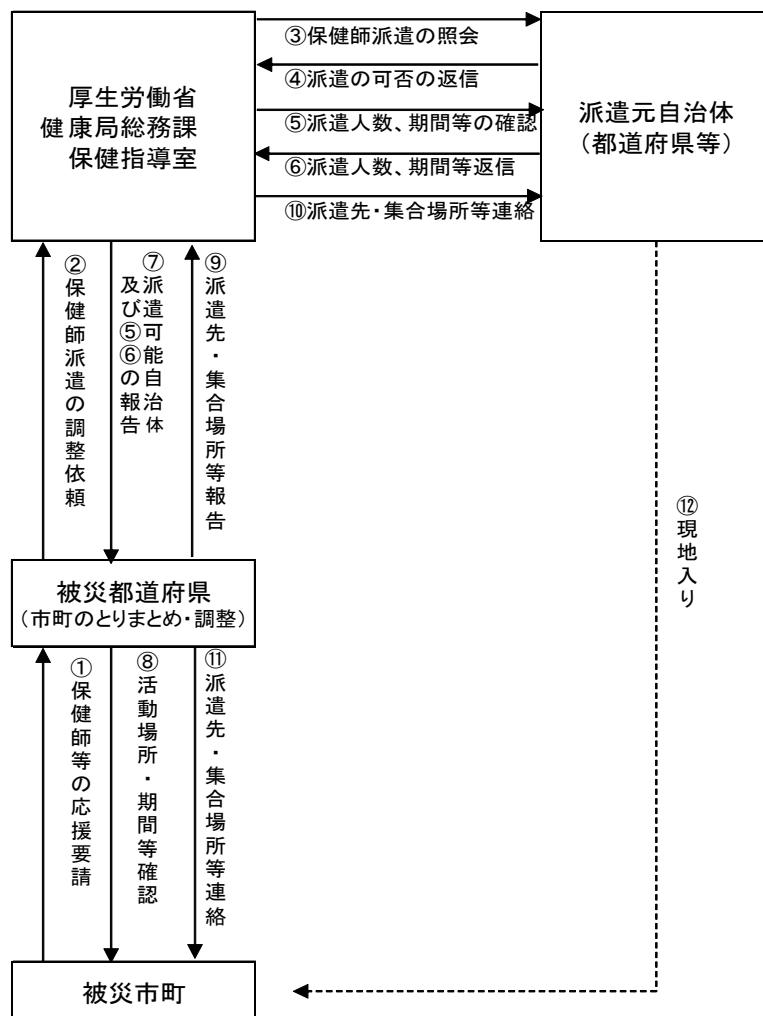 ③保健師派遣の照会
④派遣の可否の返信
⑤派遣人数、期間等の確認
⑥派遣人数、期間等返信
⑩派遣先・集合場所等連絡
厚生労働省
健康局総務課
保健指導室
派遣元自治体
（都道府県等）
②保健師派遣の調整依頼
⑦派遣可能自治体
及び⑤⑥の報告
⑨派遣先・集合場所等報告
⑫現地入り
被災都道府県
（市町のとりまとめ・調整）
①保健師等の応援要請
⑧活動場所・期間等確認
⑪派遣先・集合場所等連絡
被災市町